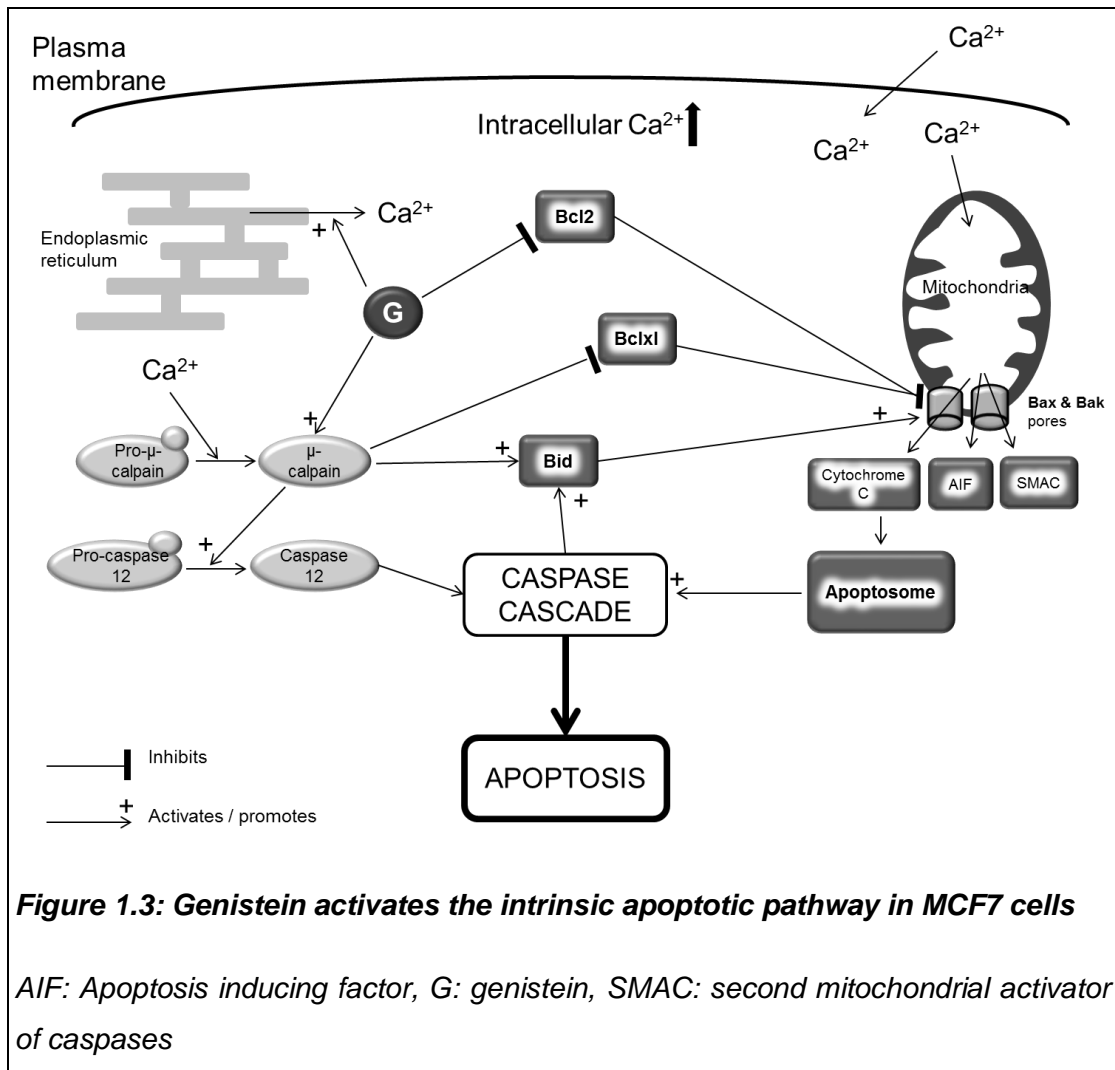 Plasma
membrane
Ca²⁺
Intracellular Ca²⁺
Ca²⁺
Ca²⁺
Ca²⁺
+
Bcl2
Endoplasmic
reticulum
Mitochondria
G
Bclxl
Ca²⁺
+
+
Bax & Bak
pores
Pro-µ-
calpain
µ-
calpain
+
Bid
Cytochrome
C
AIF
SMAC
+
+
Pro-caspase
12
Caspase
12
CASPASE
CASCADE
+
Apoptosome
Inhibits
APOPTOSIS
+
Activates / promotes
Figure 1.3: Genistein activates the intrinsic apoptotic pathway in MCF7 cells
AIF: Apoptosis inducing factor, G: genistein, SMAC: second mitochondrial activator
of caspases